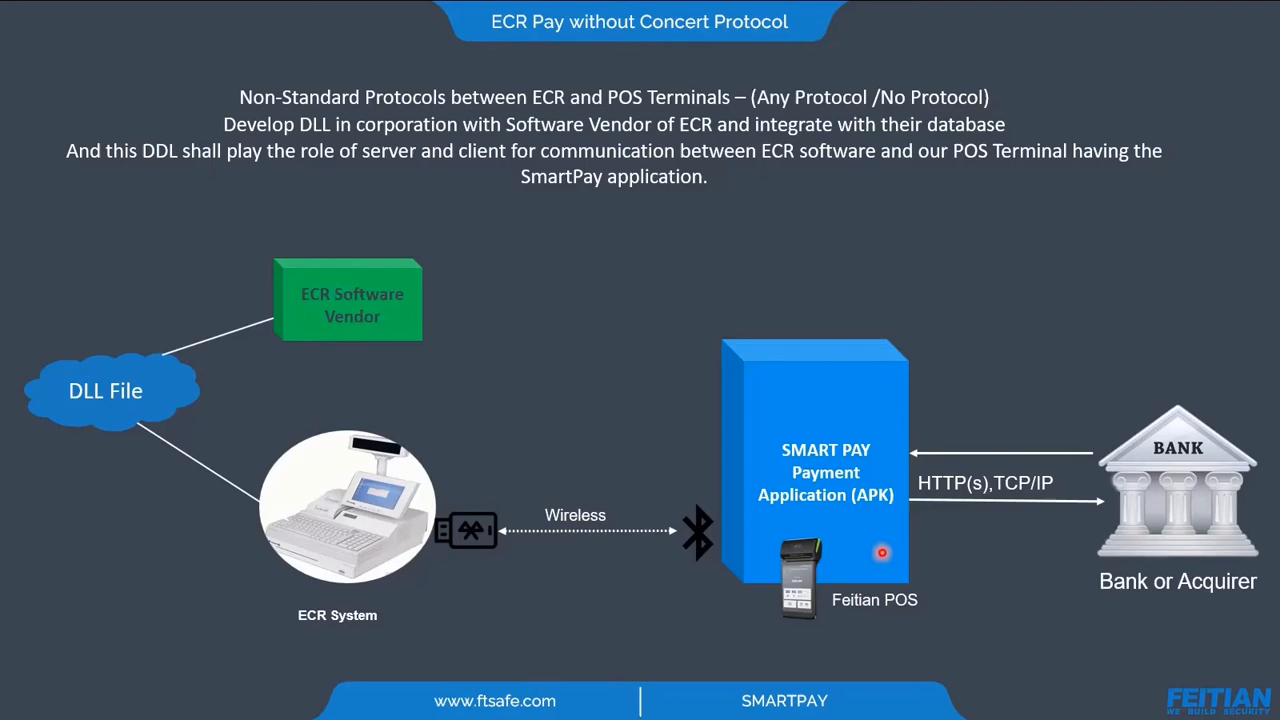 ECR Pay without Concert Protocol
Non-Standard Protocols between ECR and POS Terminals – (Any Protocol /No Protocol)
Develop DLL in corporation with Software Vendor of ECR and integrate with their database
And this DDL shall play the role of server and client for communication between ECR software and our POS Terminal having the
SmartPay application.
ECR Software
Vendor
DLL File
ECR System
Wireless
SMART PAY
Payment
Application (APK)
Feitian POS
HTTP(s),TCP/IP
BANK
Bank or Acquirer
www.ftsafe.com
SMARTPAY
FEITIAN
WE BUILD SECURITY